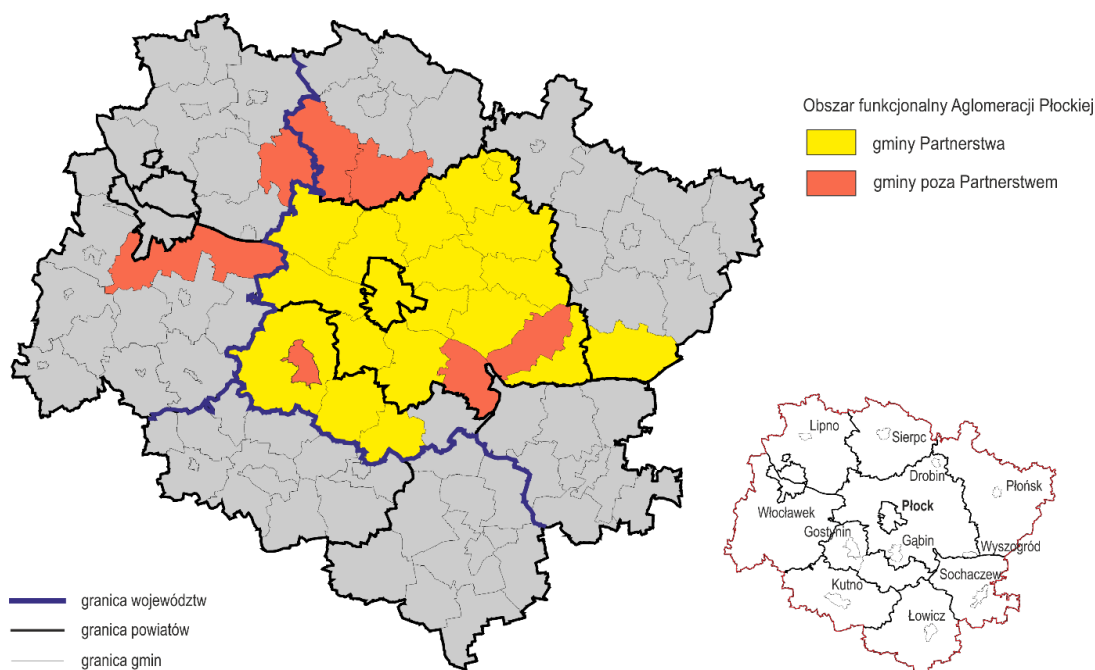 Obszar funkcjonalny Aglomeracji Płockiej
gminy Partnerstwa
gminy poza Partnerstwem
granica województw
granica powiatów
granica gmin
Lipno
Sierpc
Drobin
Płońsk
Włocławek
Płock
Gostynin
Gąbin
Wyszogród
Sochaczew
Kutno
Łowicz